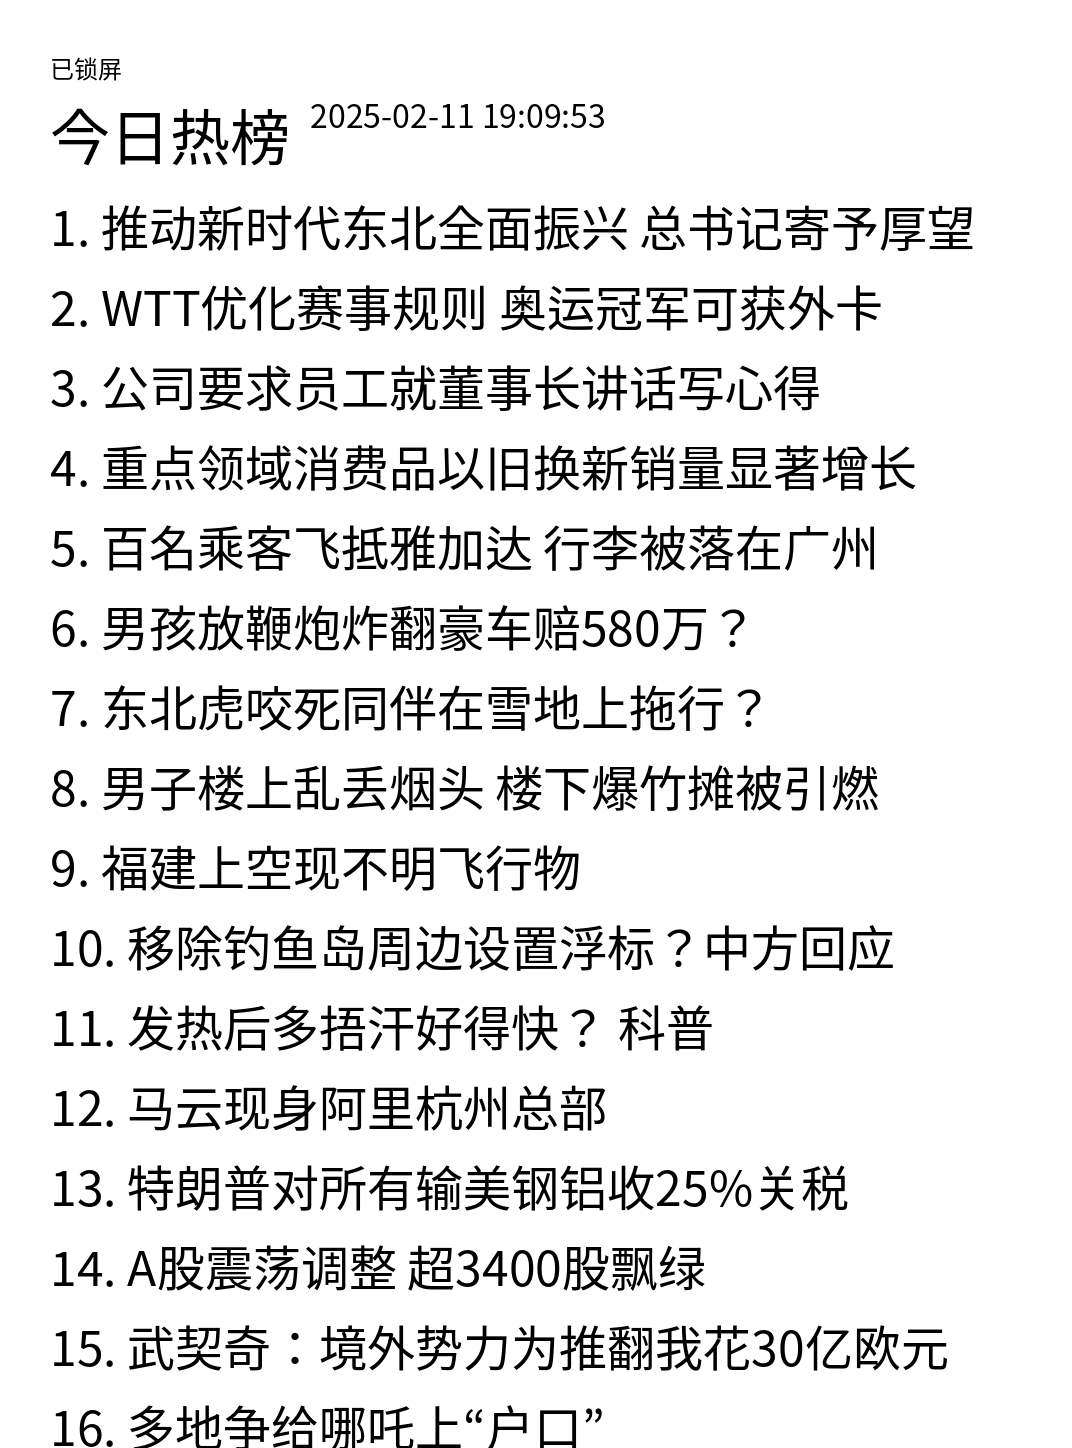 已锁屏
今日热榜 2025-02-11 19:09:53
1. 推动新时代东北全面振兴 总书记寄予厚望
2. WTT优化赛事规则 奥运冠军可获外卡
3. 公司要求员工就董事长讲话写心得
4. 重点领域消费品以旧换新销量显著增长
5. 百名乘客飞抵雅加达 行李被落在广州
6. 男孩放鞭炮炸翻豪车赔580万？
7. 东北虎咬死同伴在雪地上拖行？
8. 男子楼上乱丢烟头 楼下爆竹摊被引燃
9. 福建上空现不明飞行物
10. 移除钓鱼岛周边设置浮标？中方回应
11. 发热后多捂汗好得快？ 科普
12. 马云现身阿里杭州总部
13. 特朗普对所有输美钢铝收25%关税
14. A股震荡调整 超3400股飘绿
15. 武契奇：境外势力为推翻我花30亿欧元
16. 多地争给哪吒上“户口”